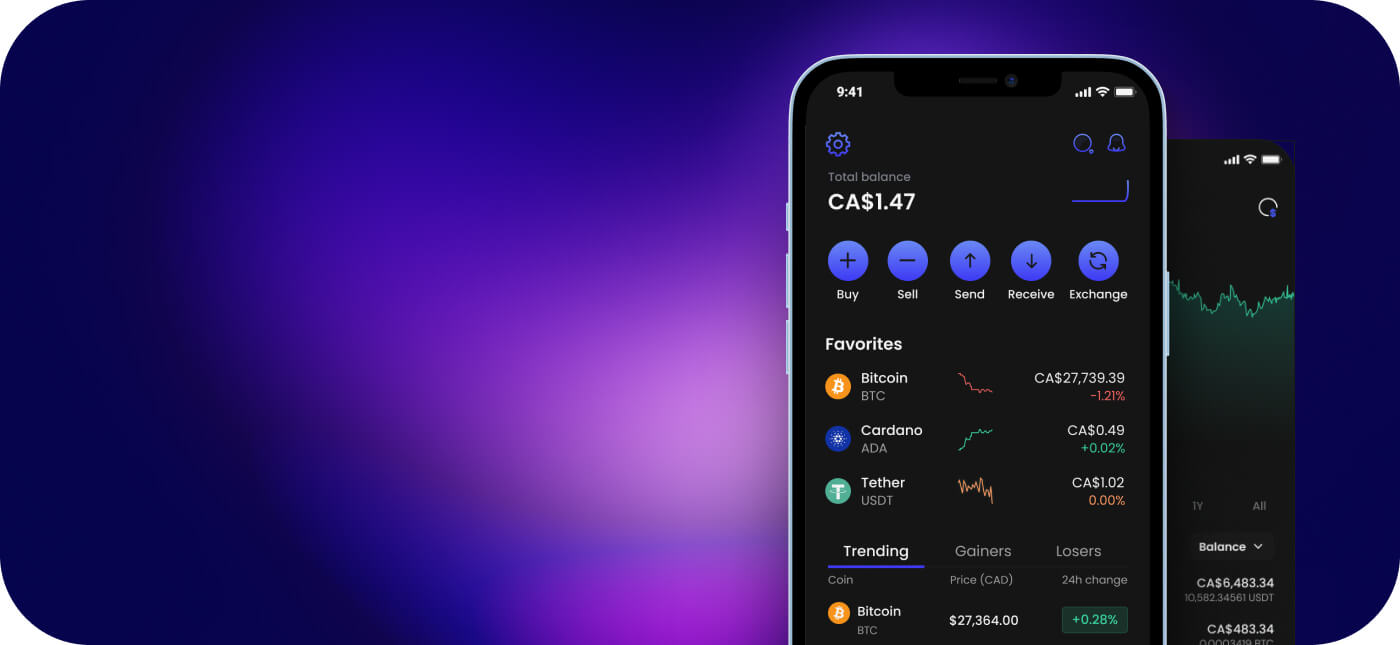 9:41
Total balance
CA$1.47
Buy
Sell
Send
Receive
Exchange
Favorites
Bitcoin
CA$27,739.39
BTC
-1.21%
Cardano
CA$0.49
ADA
+0.02%
Tether
CA$1.02
USDT
0.00%
Trending
Gainers
Losers
Coin
Price (CAD)
24h change
Bitcoin
BTC
$27,364.00
+0.28%
1Y
All
Balance
CA$6,483.34
10,582.34561 USDT
CA$483.34
0.0003419 BTC